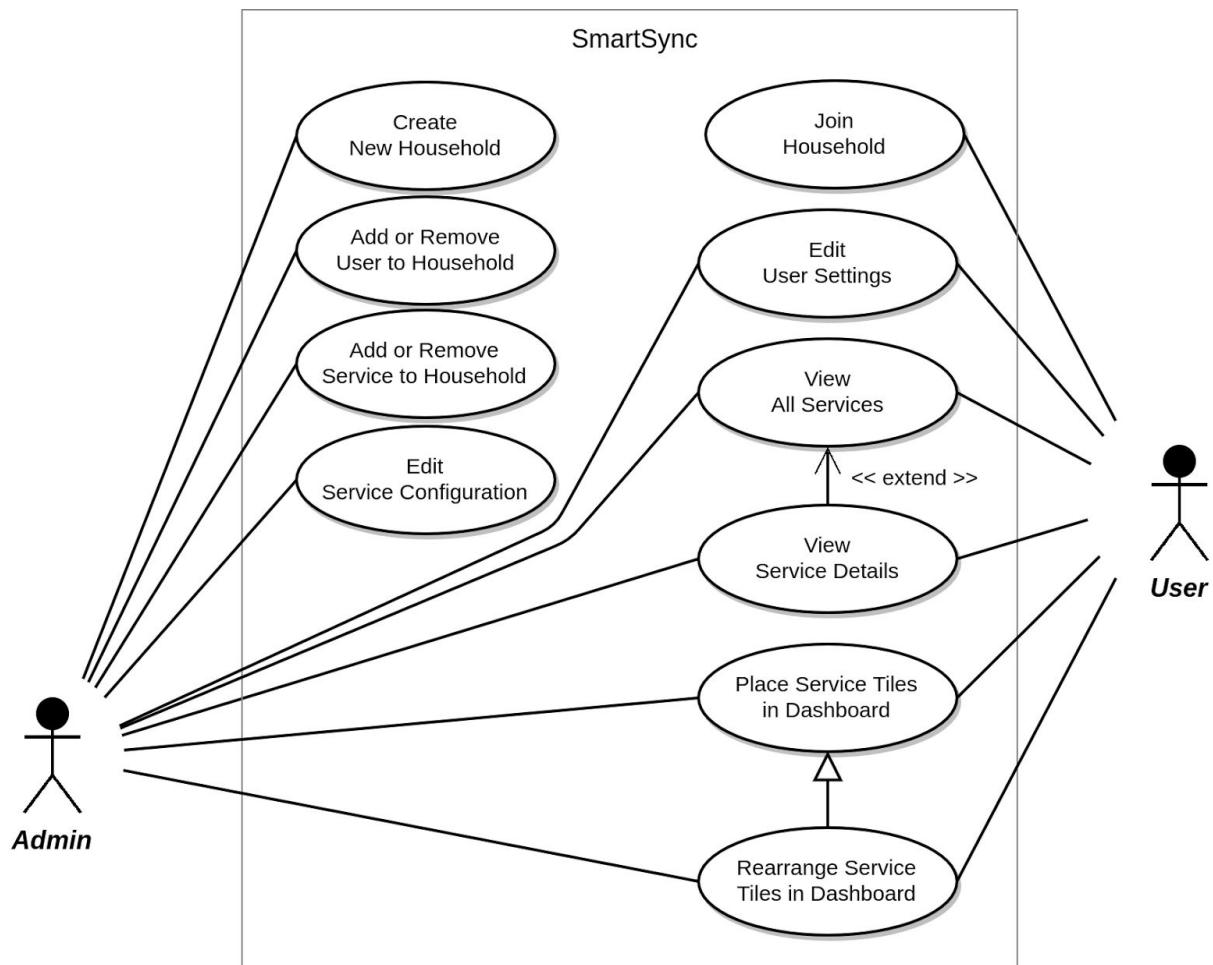 SmartSync
Create
New Household
Add or Remove
User to Household
Add or Remove
Service to Household
Edit
Service Configuration
Join
Household
Edit
User Settings
View
All Services
<< extend >>
View
Service Details
Place Service Tiles
in Dashboard
Rearrange Service
Tiles in Dashboard
Admin
User